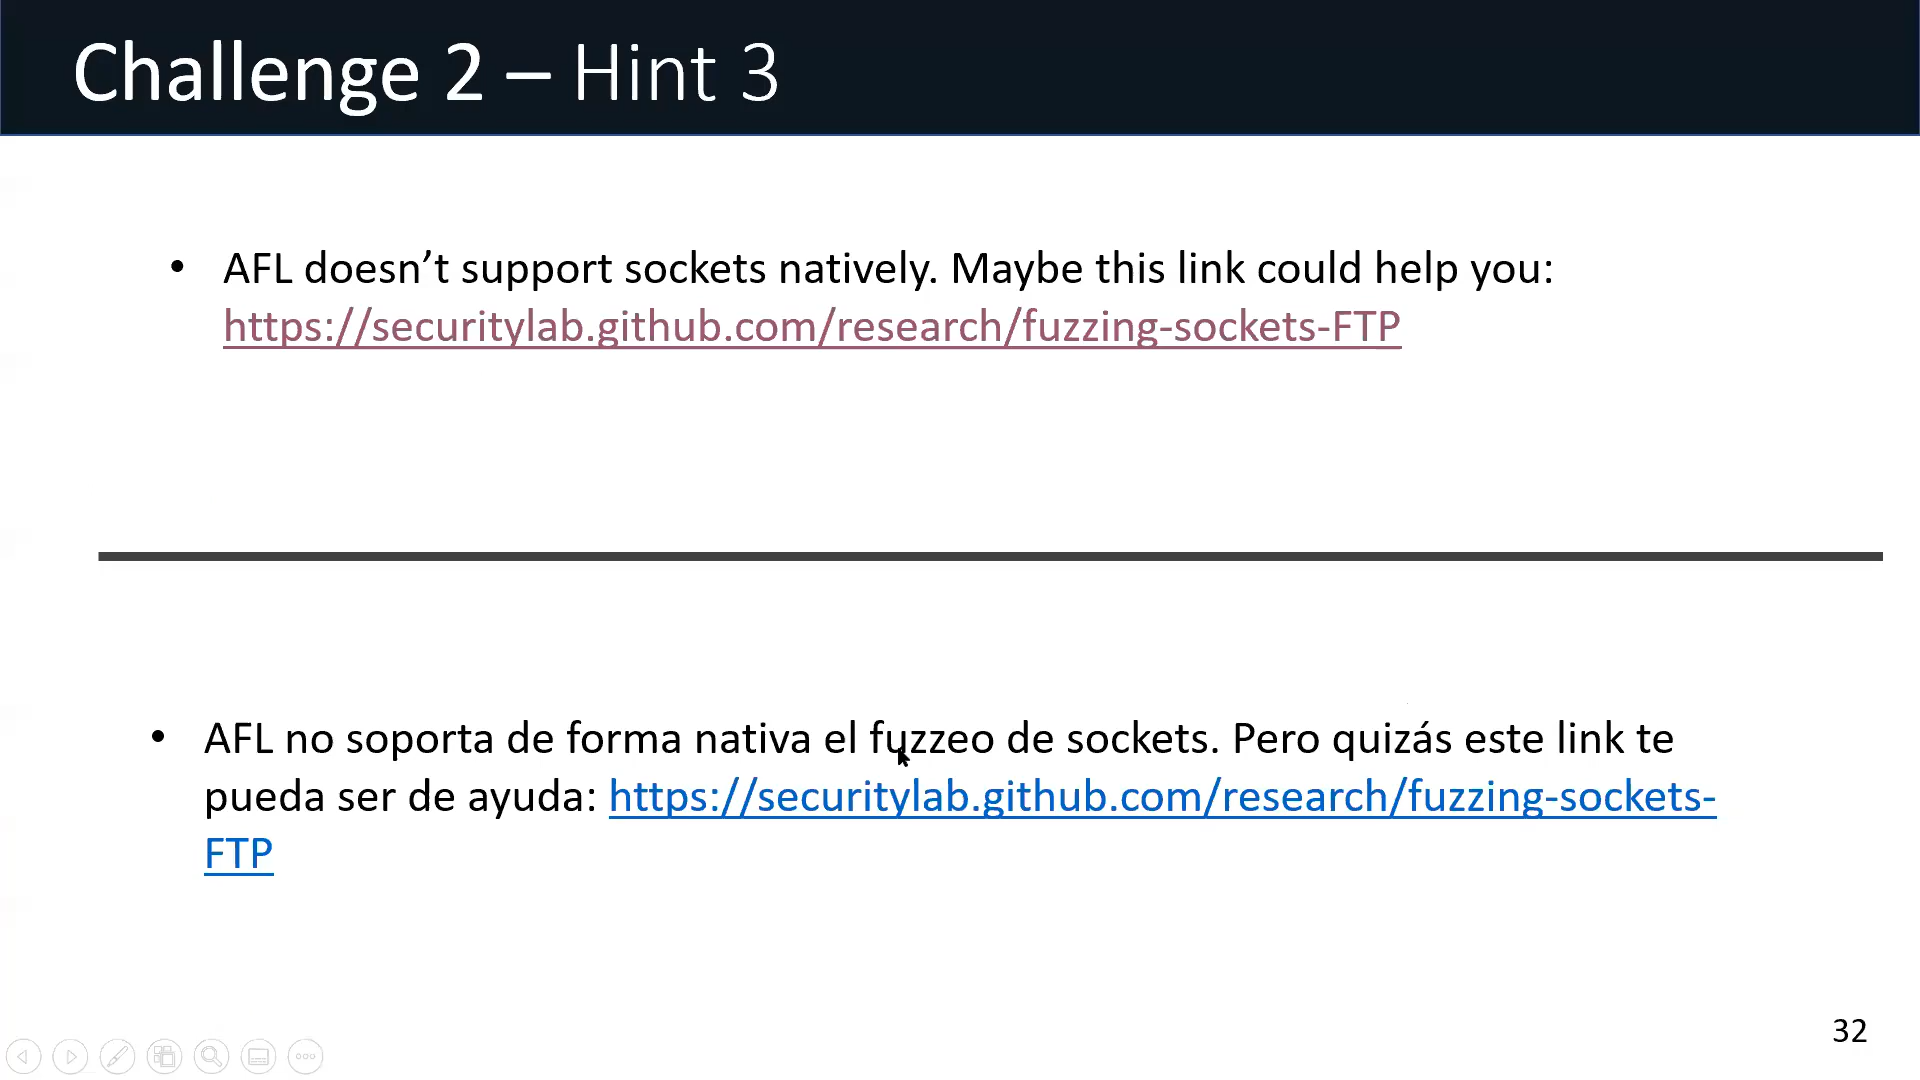 Challenge 2 – Hint 3
• AFL doesn’t support sockets natively. Maybe this link could help you:
https://securitylab.github.com/research/fuzzing-sockets-FTP
• AFL no soporta de forma nativa el fuzzeo de sockets. Pero quizás este link te
pueda ser de ayuda: https://securitylab.github.com/research/fuzzing-sockets-
FTP
32